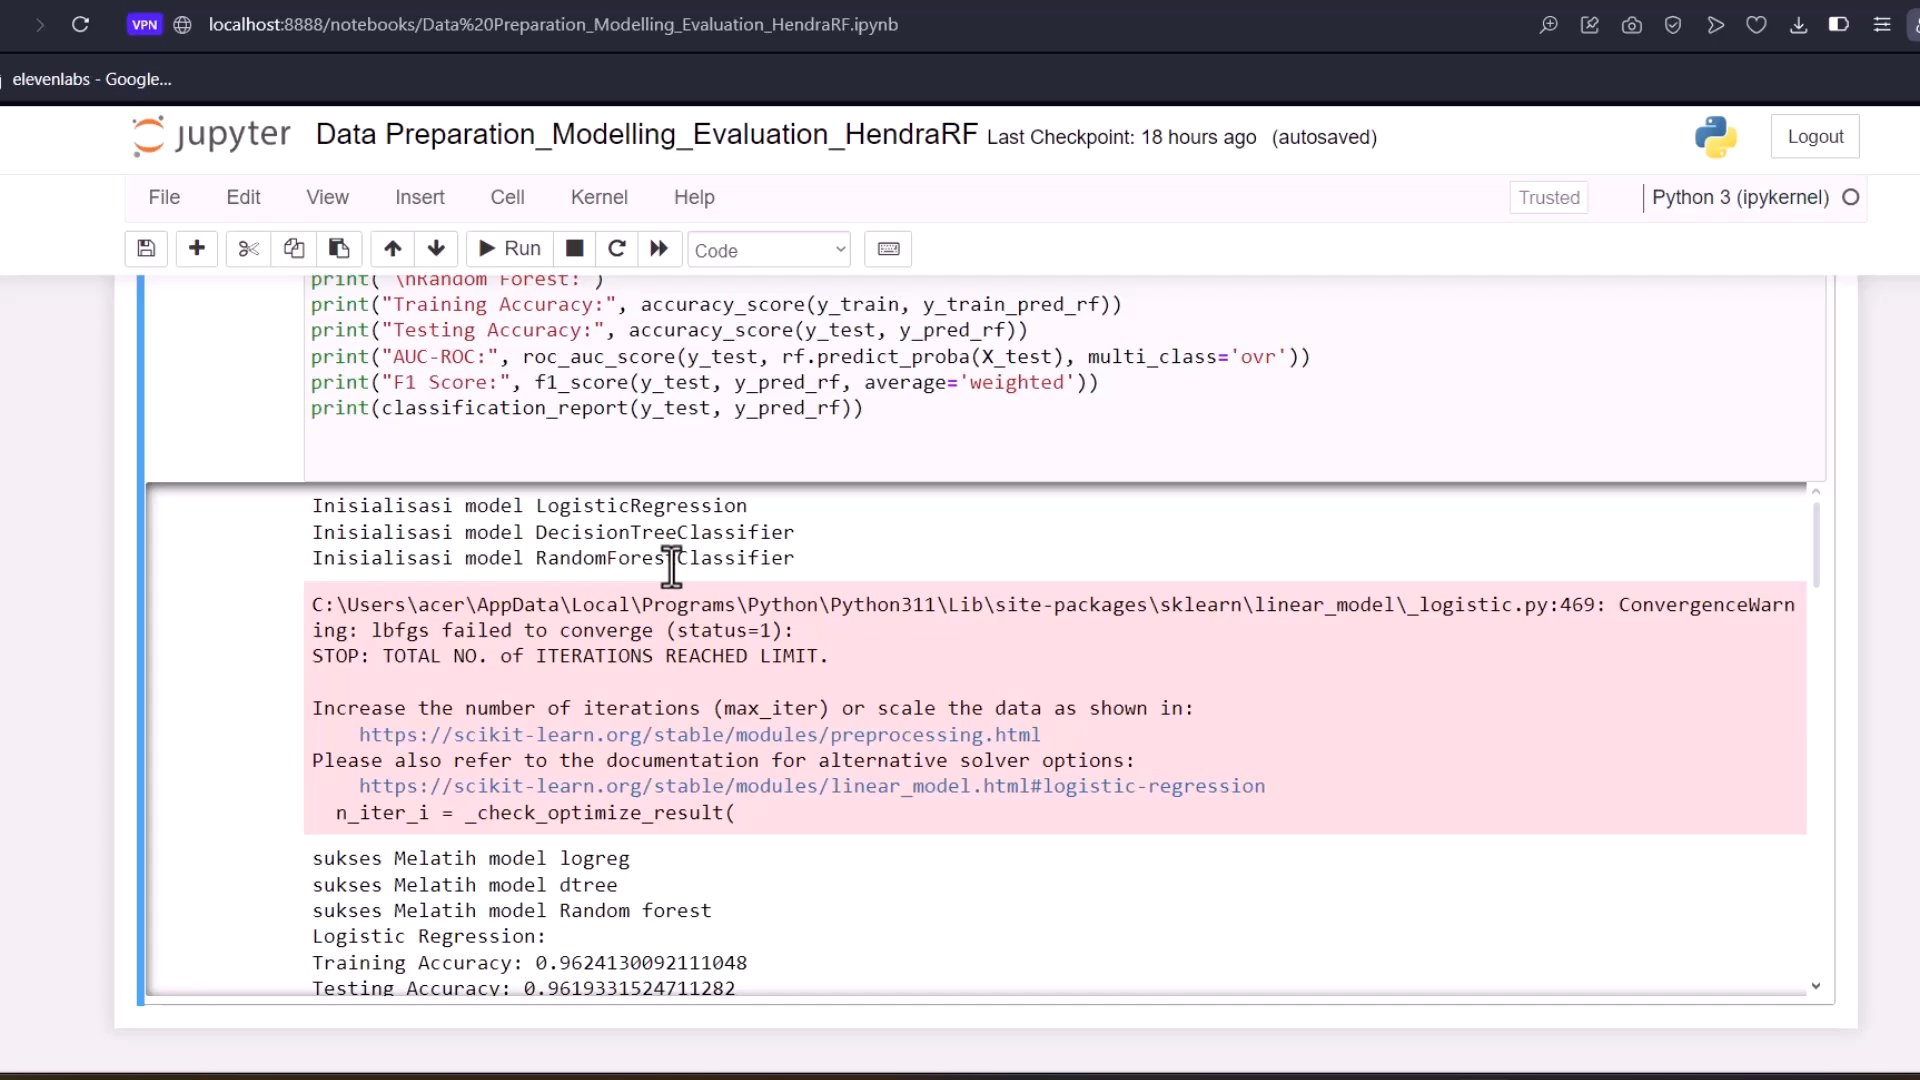 VPN
localhost:8888/notebooks/Data%20Preparation_Modelling_Evaluation_HendraRF.ipynb
elevenlabs - Google...
jupyter Data Preparation_Modelling_Evaluation_HendraRF Last Checkpoint: 18 hours ago (autosaved)
Logout
File Edit View Insert Cell Kernel Help
Trusted
Python 3 (ipykernel)
Run
Code
print("\nRandom Forest:")
print("Training Accuracy:", accuracy_score(y_train, y_train_pred_rf))
print("Testing Accuracy:", accuracy_score(y_test, y_pred_rf))
print("AUC-ROC:", roc_auc_score(y_test, rf.predict_proba(X_test), multi_class='ovr'))
print("F1 Score:", f1_score(y_test, y_pred_rf, average='weighted'))
print(classification_report(y_test, y_pred_rf))
Inisialisasi model LogisticRegression
Inisialisasi model DecisionTreeClassifier
Inisialisasi model RandomForestClassifier
C:\Users\acer\AppData\Local\Programs\Python\Python311\Lib\site-packages\sklearn\linear_model\_logistic.py:469: ConvergenceWarn
ing: lbfgs failed to converge (status=1):
STOP: TOTAL NO. of ITERATIONS REACHED LIMIT.
Increase the number of iterations (max_iter) or scale the data as shown in:
https://scikit-learn.org/stable/modules/preprocessing.html
Please also refer to the documentation for alternative solver options:
https://scikit-learn.org/stable/modules/linear_model.html#logistic-regression
n_iter_i = _check_optimize_result(
sukses Melatih model logreg
sukses Melatih model dtree
sukses Melatih model Random forest
Logistic Regression:
Training Accuracy: 0.9624130092111048
Testing Accuracy: 0.9619331524711282